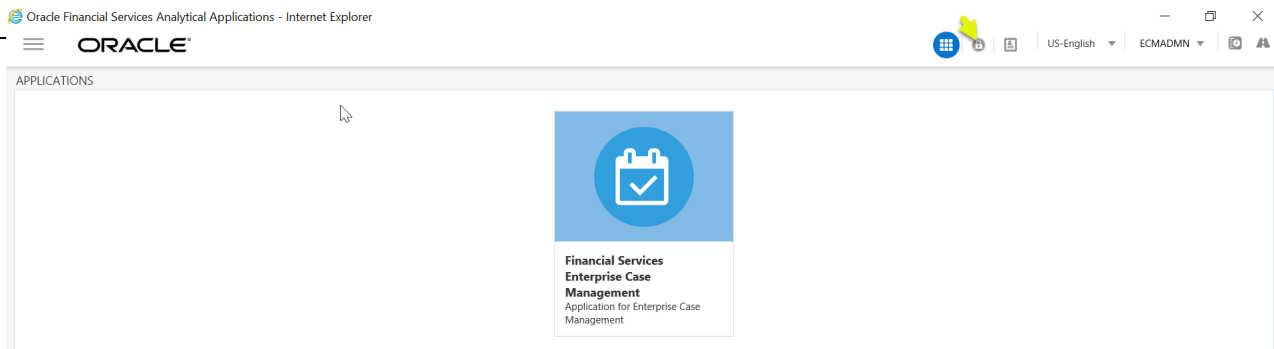 Oracle Financial Services Analytical Applications - Internet Explorer
ORACLE®
US-English
ECMADMN
APPLICATIONS
Financial Services
Enterprise Case
Management
Application for Enterprise Case
Management